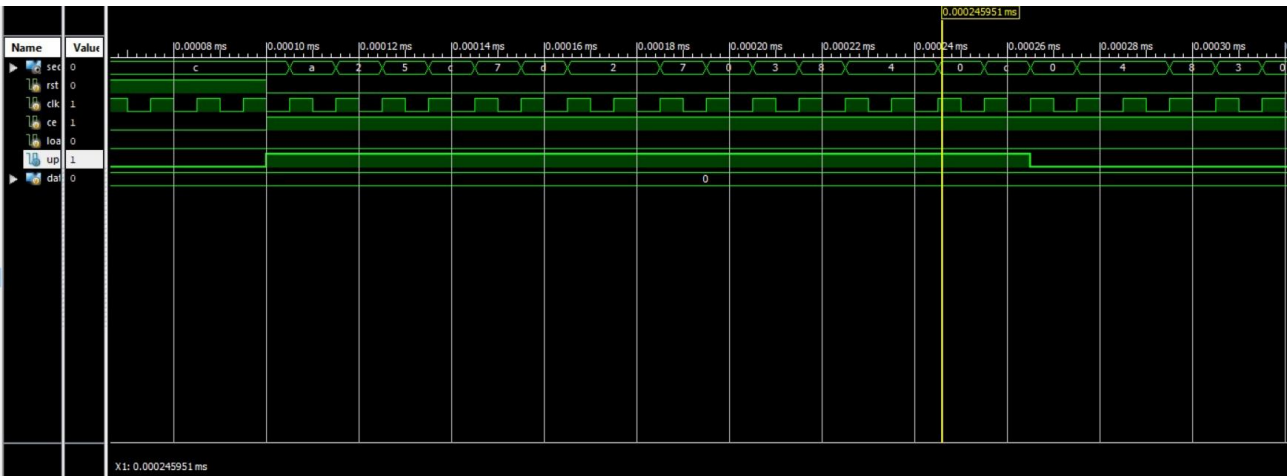 0.000245951 ms
Name Value 0.00008 ms 0.00010 ms 0.00012 ms 0.00014 ms 0.00016 ms 0.00018 ms 0.00020 ms 0.00022 ms 0.00024 ms 0.00026 ms 0.00028 ms 0.00030 ms
sec 0 c a 2 5 c 7 d 2 7 0 3 8 4 0 c 0 4 8 3 0
rst 0
clk 1
ce 1
loa 0
up 1
dat 0 0
X1: 0.000245951 ms